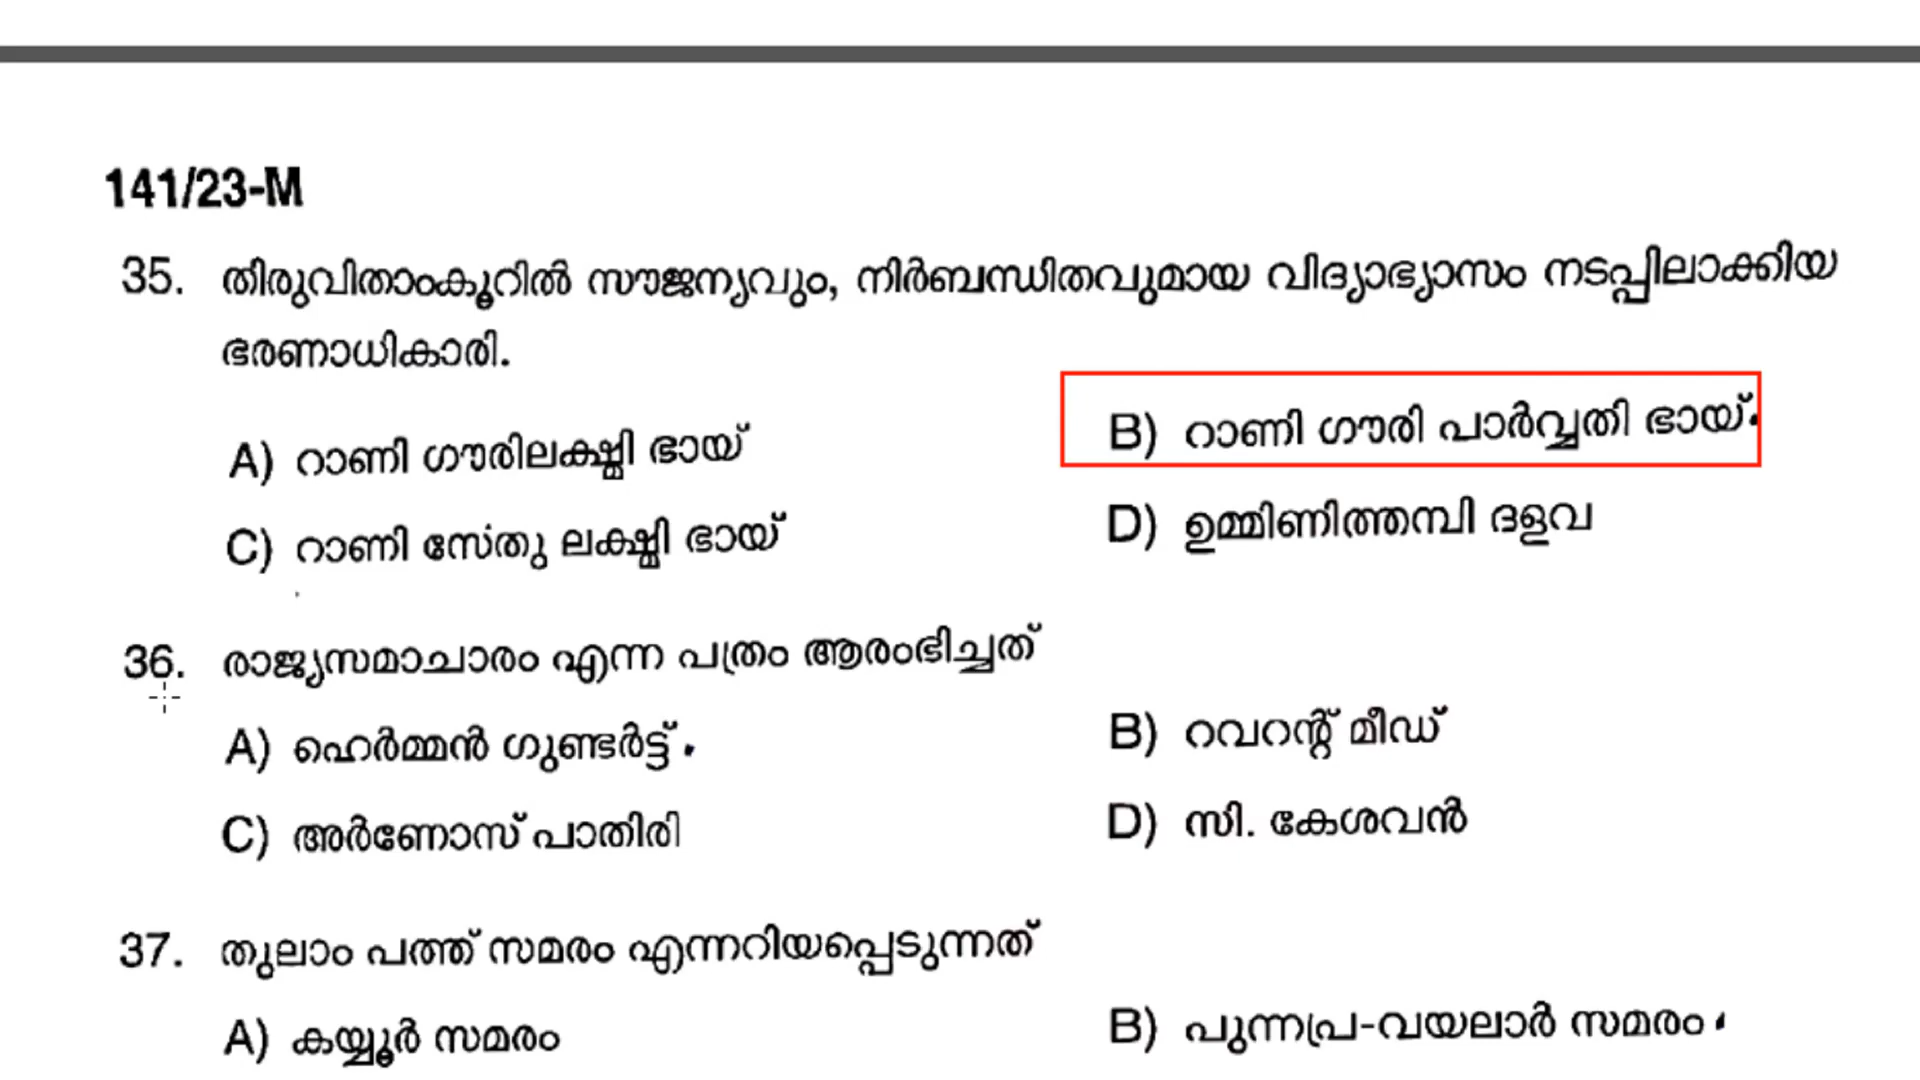 141/23-M
35. തിരുവിതാംകൂറിൽ സൗജന്യവും, നിർബന്ധിതവുമായ വിദ്യാഭ്യാസം നടപ്പിലാക്കിയ
ഭരണാധികാരി.
A) റാണി ഗൗരിലക്ഷ്മി ഭായ്
B) റാണി ഗൗരി പാർവ്വതി ഭായ്
C) റാണി സേതു ലക്ഷ്മി ഭായ്
D) ഉമ്മിണിത്തമ്പി ദളവ
36. രാജ്യസമാചാരം എന്ന പത്രം ആരംഭിച്ചത്
A) ഹെർമ്മൻ ഗുണ്ടർട്ട്
B) റവറന്റ് മീഡ്
C) അർണോസ് പാതിരി
D) സി. കേശവൻ
37. തുലാം പത്ത് സമരം എന്നറിയപ്പെടുന്നത്
A) കയ്യൂർ സമരം
B) പുന്നപ്ര-വയലാർ സമരം